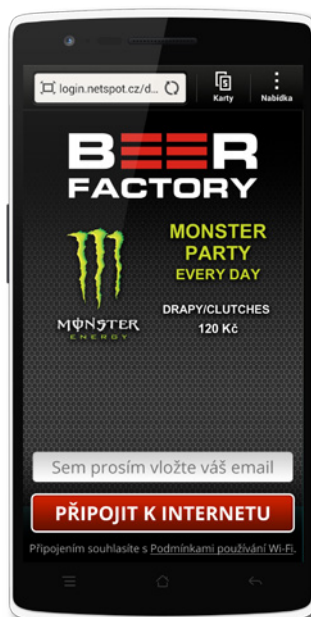 login.netspot.cz/d...
5
Karty
Nabídka
BEER
FACTORY
MONSTER
PARTY
EVERY DAY
MONSTER
ENERGY
DRAPY/CLUTCHES
120 Kč
Sem prosím vložte váš email
PŘIPOJIT K INTERNETU
Připojením souhlasíte s Podmínkami používání Wi-Fi.